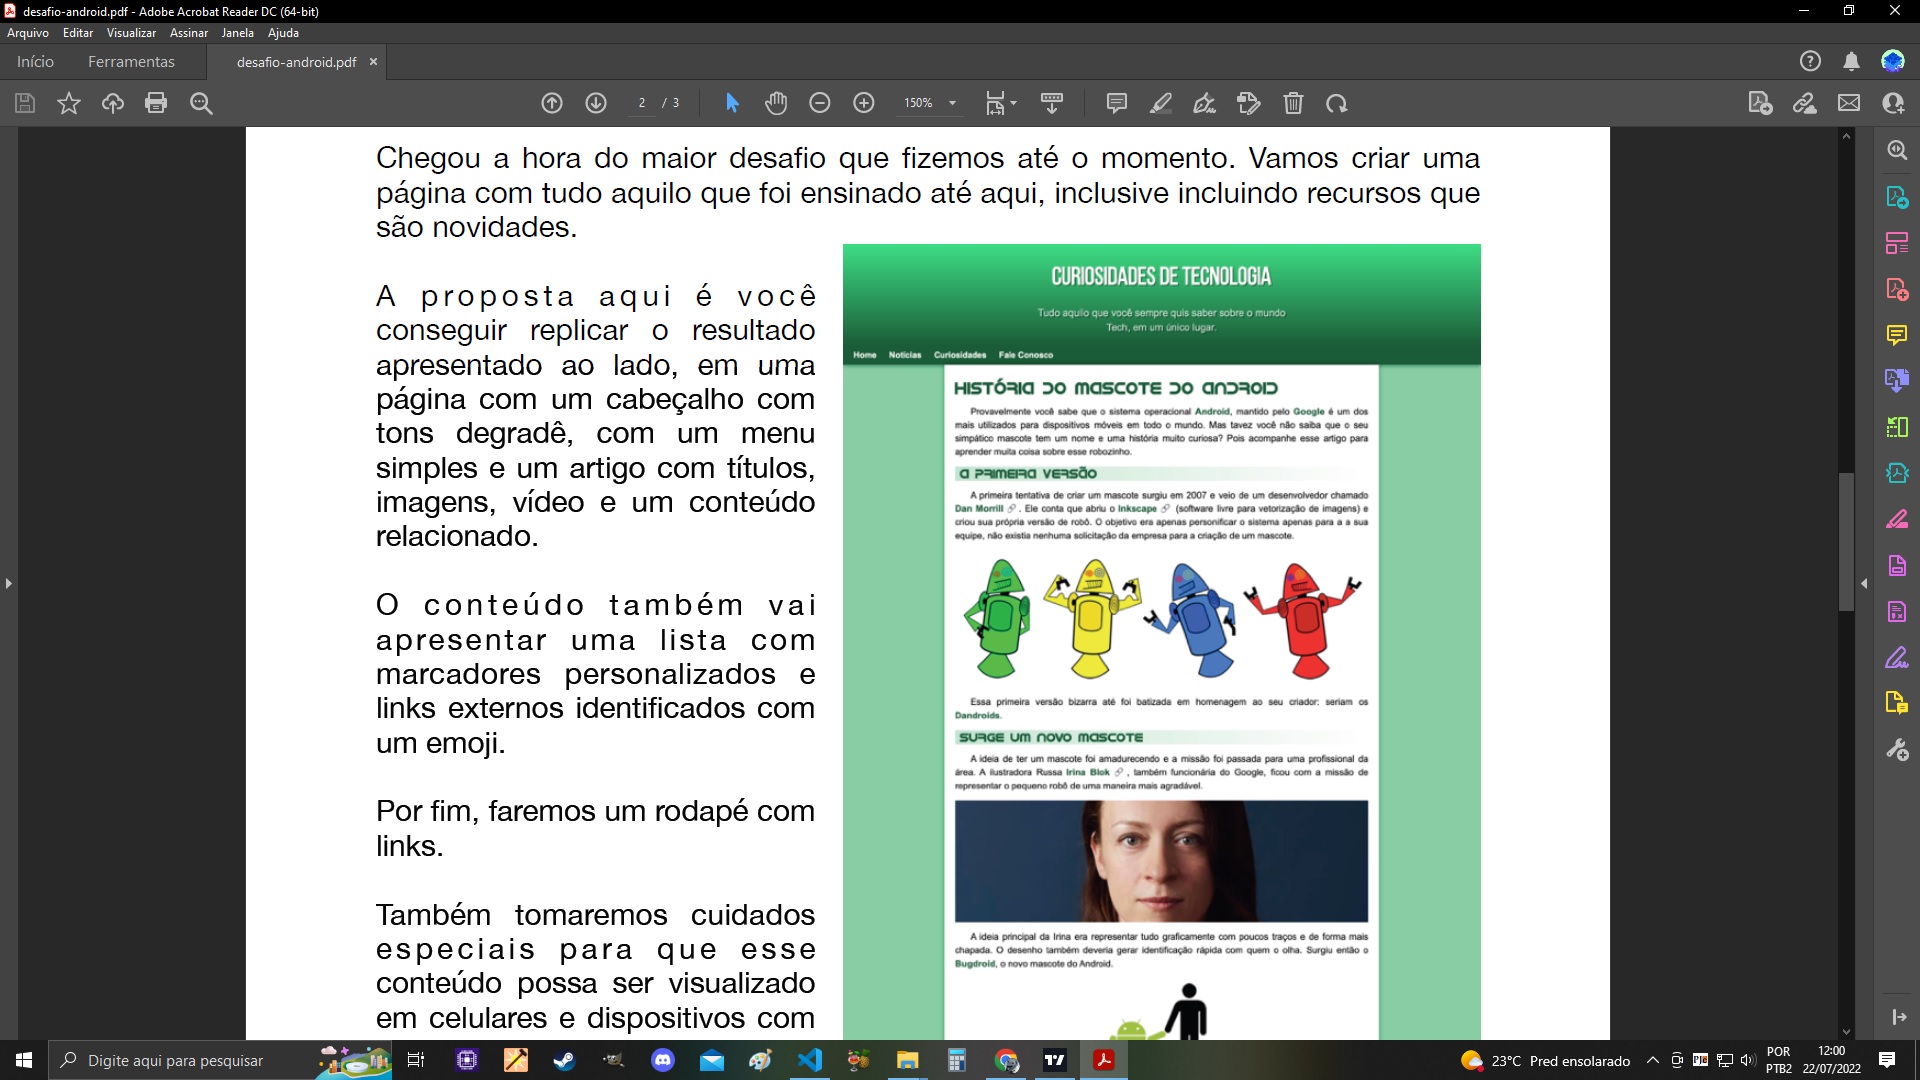 desafio-android.pdf - Adobe Acrobat Reader DC (64-bit)
Arquivo Editar Visualizar Assinar Janela Ajuda
Início Ferramentas desafio-android.pdf
2 / 3 150%
Chegou a hora do maior desafio que fizemos até o momento. Vamos criar uma
página com tudo aquilo que foi ensinado até aqui, inclusive incluindo recursos que
são novidades.
A proposta aqui é você
conseguir replicar o resultado
apresentado ao lado, em uma
página com um cabeçalho com
tons degradê, com um menu
simples e um artigo com títulos,
imagens, vídeo e um conteúdo
relacionado.
O conteúdo também vai
apresentar uma lista com
marcadores personalizados e
links externos identificados com
um emoji.
Por fim, faremos um rodapé com
links.
Também tomaremos cuidados
especiais para que esse
conteúdo possa ser visualizado
em celulares e dispositivos com
CURIOSIDADES DE TECNOLOGIA
Tudo aquilo que você sempre quis saber sobre o mundo
Tech, em um único lugar.
Home Notícias Curiosidades Fale Conosco
HISTÓRIA DO MASCOTE DO ANDROID
Provavelmente você sabe que o sistema operacional Android, mantido pelo Google é um dos
mais utilizados para dispositivos móveis em todo o mundo. Mas tavez você não saiba que o seu
simpático mascote tem um nome e uma história muito curiosa? Pois acompanhe esse artigo para
aprender muita coisa sobre esse robozinho.
A PRIMEIRA VERSÃO
A primeira tentativa de criar um mascote surgiu em 2007 e veio de um desenvolvedor chamado
Dan Morrill 🔗 . Ele conta que abriu o Inkscape 🔗 (software livre para vetorização de imagens) e
criou sua própria versão de robô. O objetivo era apenas personificar o sistema apenas para a a sua
equipe, não existia nenhuma solicitação da empresa para a criação de um mascote.
Essa primeira versão bizarra até foi batizada em homenagem ao seu criador: seriam os
Dandroids.
SURGE UM NOVO MASCOTE
A ideia de ter um mascote foi amadurecendo e a missão foi passada para uma profissional da
área. A ilustradora Russa Irina Blok 🔗 , também funcionária do Google, ficou com a missão de
representar o pequeno robô de uma maneira mais agradável.
A ideia principal da Irina era representar tudo graficamente com poucos traços e de forma mais
chapada. O desenho também deveria gerar identificação rápida com quem o olha. Surgiu então o
Bugdroid, o novo mascote do Android.
Digite aqui para pesquisar
23°C Pred ensolarado
PJe
POR
PTB2
12:00
22/07/2022